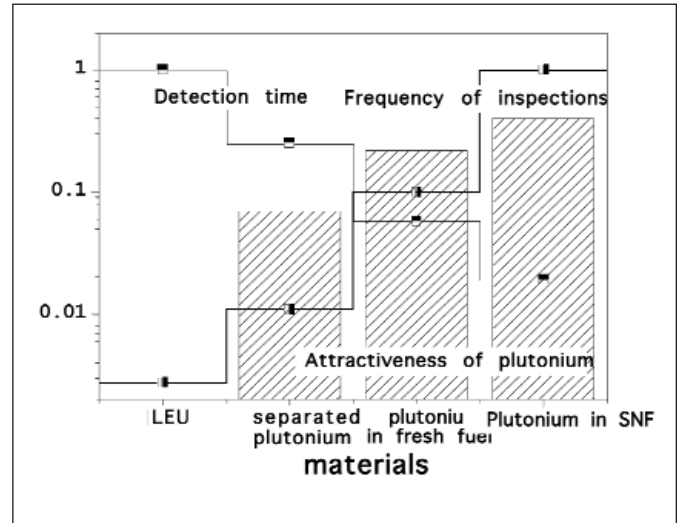 1
Detection time Frequency of inspections
0.1
0.01
Attractiveness of plutonium
LEU separated plutoniu Plutonium in SNF
plutonium in fresh fuel
materials